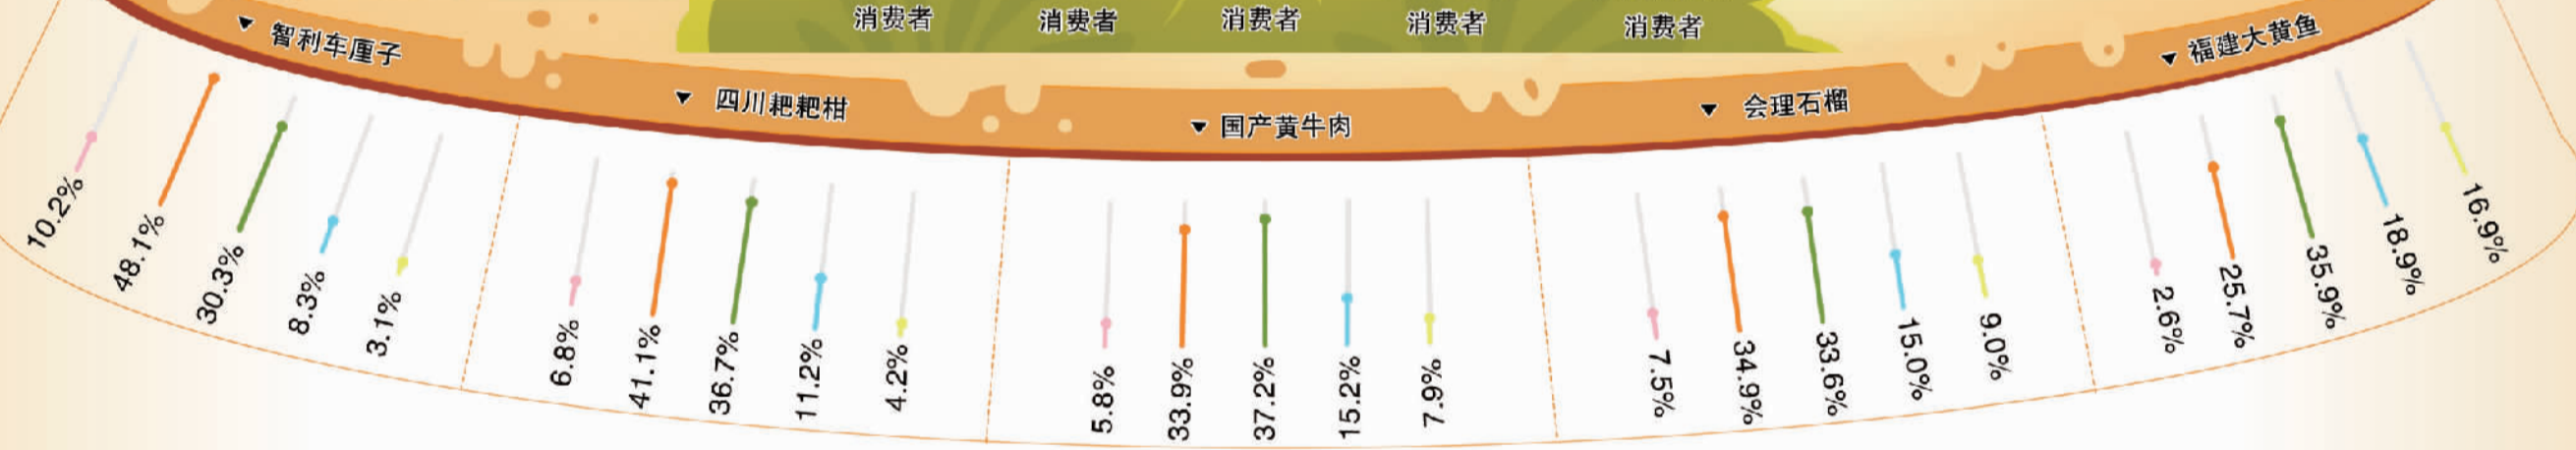 消费者
消费者
消费者
消费者
消费者
▼ 智利车厘子
10.2%
48.1%
30.3%
8.3%
3.1%
▼ 四川耙耙柑
6.8%
41.1%
36.7%
11.2%
4.2%
▼ 国产黄牛肉
5.8%
33.9%
37.2%
15.2%
7.9%
▼ 会理石榴
7.5%
34.9%
33.6%
15.0%
9.0%
▼ 福建大黄鱼
2.6%
25.7%
35.9%
18.9%
16.9%